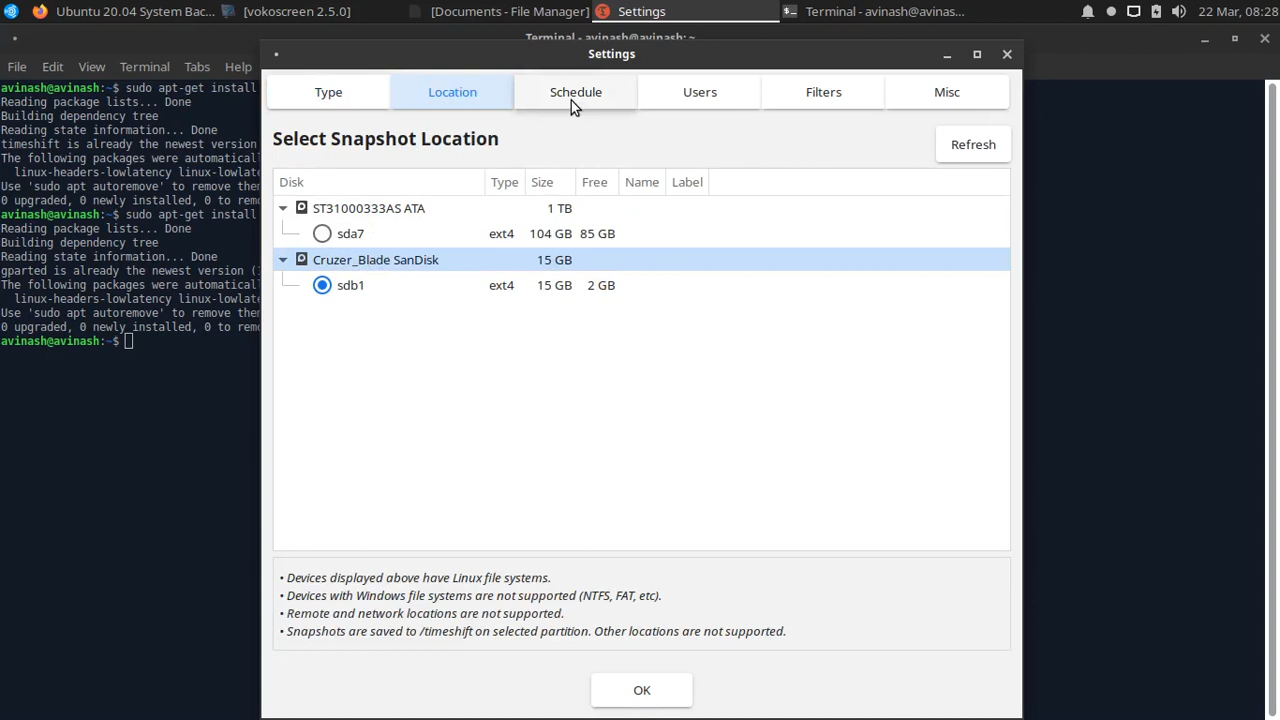 Ubuntu 20.04 System Bac...
[vokoscreen 2.5.0]
[Documents - File Manager]
Settings
Terminal - avinash@avinas...
22 Mar, 08:28
Terminal - avinash@avinash: ~
File Edit View Terminal Tabs Help
avinash@avinash:~$ sudo apt-get install
Reading package lists... Done
Building dependency tree
Reading state information... Done
timeshift is already the newest version
The following packages were automatical
linux-headers-lowlatency linux-lowlate
Use 'sudo apt autoremove' to remove the
0 upgraded, 0 newly installed, 0 to rem
avinash@avinash:~$ sudo apt-get install
Reading package lists... Done
Building dependency tree
Reading state information... Done
gparted is already the newest version (
The following packages were automatical
linux-headers-lowlatency linux-lowlate
Use 'sudo apt autoremove' to remove the
0 upgraded, 0 newly installed, 0 to rem
avinash@avinash:~$
Settings
Type Location Schedule Users Filters Misc
Select Snapshot Location
Refresh
Disk Type Size Free Name Label
ST31000333AS ATA 1 TB
sda7 ext4 104 GB 85 GB
Cruzer_Blade SanDisk 15 GB
sdb1 ext4 15 GB 2 GB
• Devices displayed above have Linux file systems.
• Devices with Windows file systems are not supported (NTFS, FAT, etc).
• Remote and network locations are not supported.
• Snapshots are saved to /timeshift on selected partition. Other locations are not supported.
OK